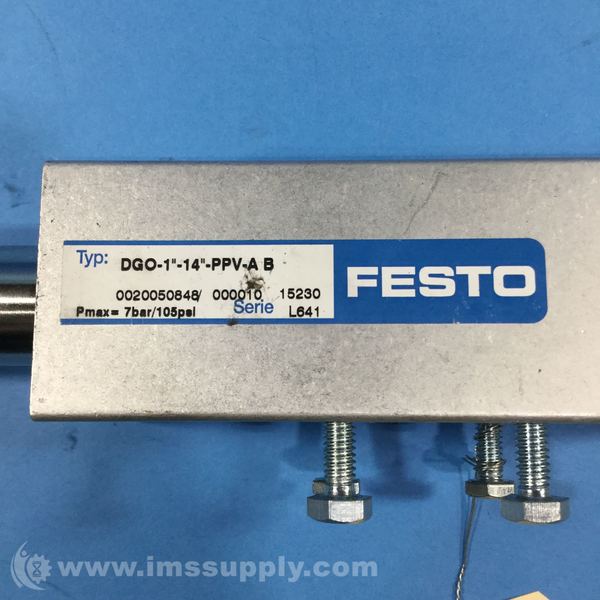 Typ: DGO-1"-14"-PPV-A B
FESTO
0020050848/ 000010 15230
Pmax= 7bar/105psi Serie L641
www.imssupply.com